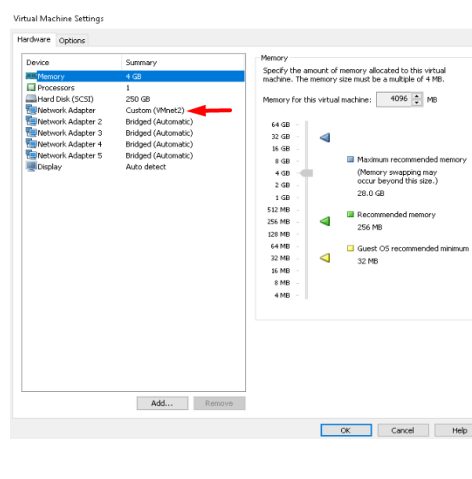 Virtual Machine Settings
Hardware Options
Device Summary
Memory 4 GB
Processors 1
Hard Disk (SCSI) 250 GB
Network Adapter Custom (VMnet2)
Network Adapter 2 Bridged (Automatic)
Network Adapter 3 Bridged (Automatic)
Network Adapter 4 Bridged (Automatic)
Network Adapter 5 Bridged (Automatic)
Display Auto detect
Add... Remove
Memory
Specify the amount of memory allocated to this virtual
machine. The memory size must be a multiple of 4 MB.
Memory for this virtual machine: 4096 MB
64 GB
32 GB
16 GB
8 GB
4 GB
2 GB
1 GB
512 MB
256 MB
128 MB
64 MB
32 MB
16 MB
8 MB
4 MB
Maximum recommended memory
(Memory swapping may
occur beyond this size.)
28.0 GB
Recommended memory
256 MB
Guest OS recommended minimum
32 MB
OK Cancel Help